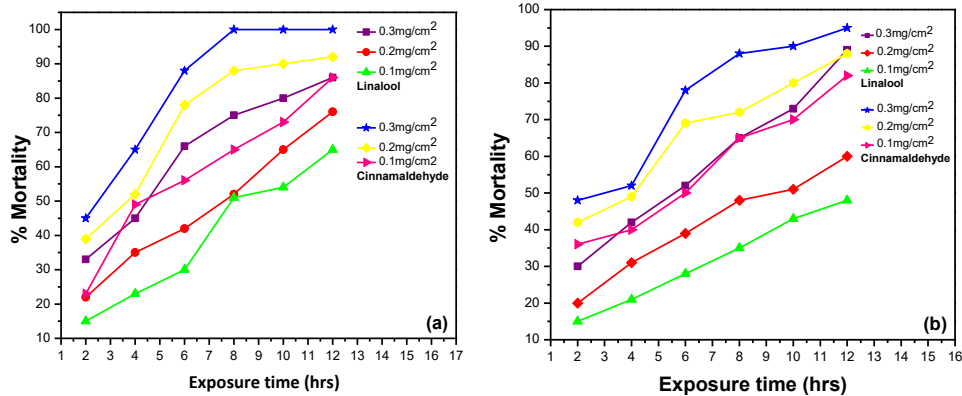 100
90
80
70
60
50
40
30
20
10
% Mortality
0.3mg/cm2
0.2mg/cm2
0.1mg/cm2
Linalool
0.3mg/cm2
0.2mg/cm2
0.1mg/cm2
Cinnamaldehyde
(a)
1 2 3 4 5 6 7 8 9 10 11 12 13 14 15 16 17
Exposure time (hrs)
100
90
80
70
60
50
40
30
20
10
% Mortality
0.3mg/cm2
0.2mg/cm2
0.1mg/cm2
Linalool
0.3mg/cm2
0.2mg/cm2
0.1mg/cm2
Cinnamaldehyde
(b)
1 2 3 4 5 6 7 8 9 10 11 12 13 14 15 16
Exposure time (hrs)